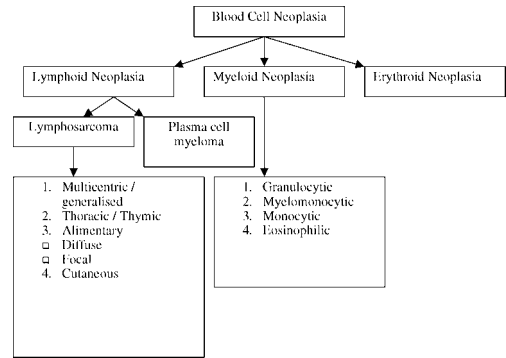 Blood Cell Neoplasia
Lymphoid Neoplasia
Myeloid Neoplasia
Erythroid Neoplasia
Lymphosarcoma
Plasma cell
myeloma
1. Multicentric /
generalised
2. Thoracic / Thymic
3. Alimentary
□ Diffuse
□ Focal
4. Cutaneous
1. Granulocytic
2. Myelomonocytic
3. Monocytic
4. Eosinophilic